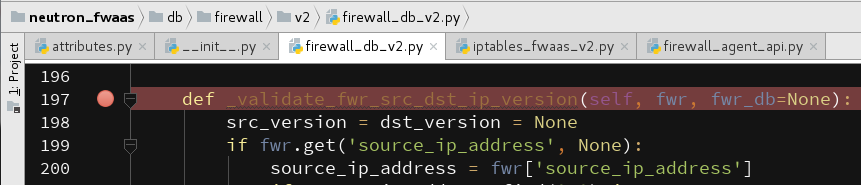 neutron_fwaas db firewall v2 firewall_db_v2.py
attributes.py × __init__.py × firewall_db_v2.py × iptables_fwaas_v2.py × firewall_agent_api.py ×
1: Project
196
197 def _validate_fwr_src_dst_ip_version(self, fwr, fwr_db=None):
198 src_version = dst_version = None
199 if fwr.get('source_ip_address', None):
200 source_ip_address = fwr['source_ip_address']